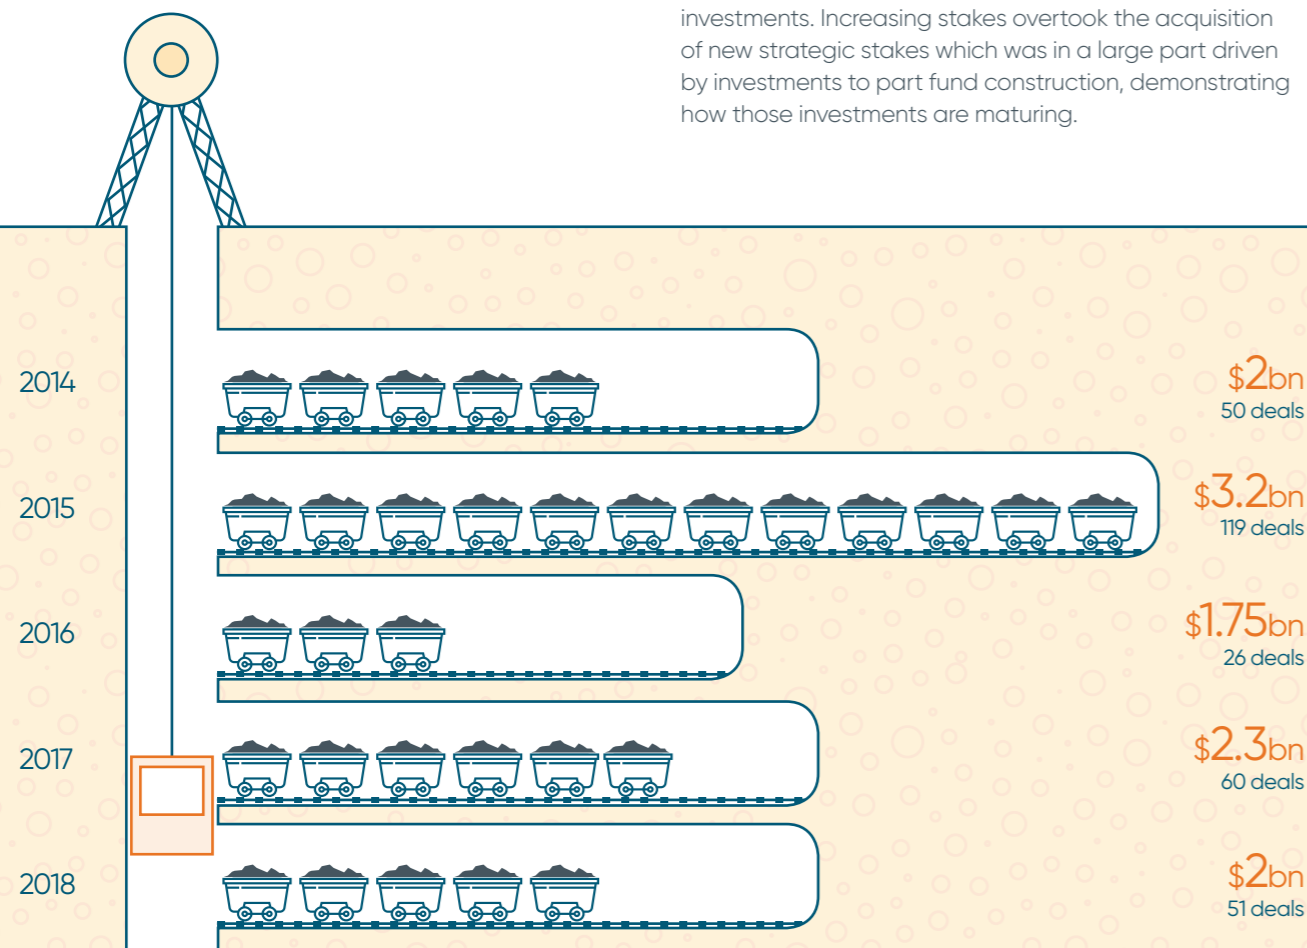 investments. Increasing stakes overtook the acquisition
of new strategic stakes which was in a large part driven
by investments to part fund construction, demonstrating
how those investments are maturing.
2014
$2bn
50 deals
2015
$3.2bn
119 deals
2016
$1.75bn
26 deals
2017
$2.3bn
60 deals
2018
$2bn
51 deals